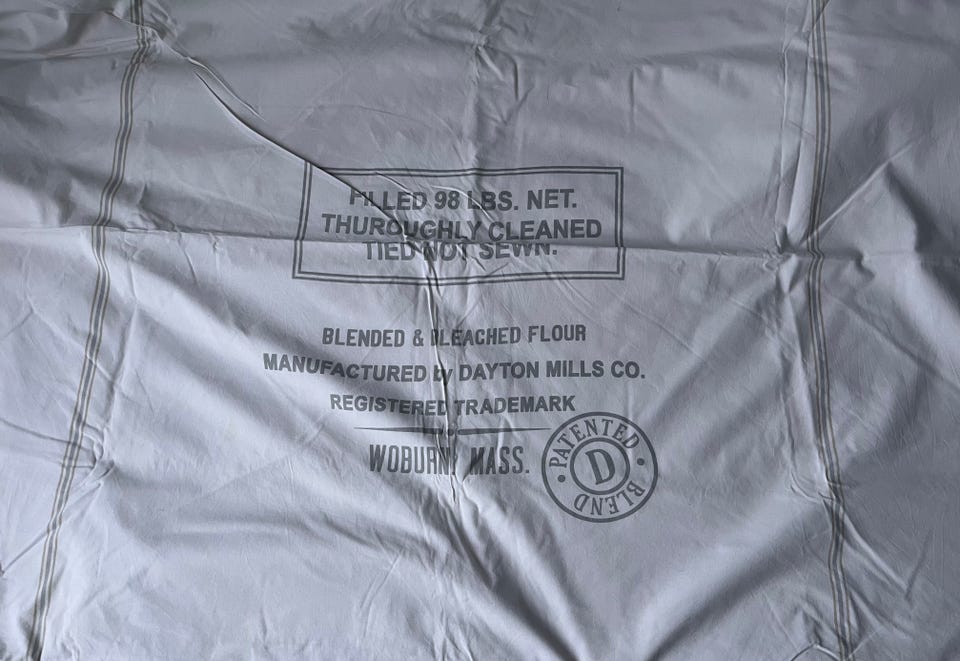 FILLED 98 LBS. NET.
THUROUGHLY CLEANED
TIED NOT SEWN.
BLENDED & BLEACHED FLOUR
MANUFACTURED by DAYTON MILLS CO.
REGISTERED TRADEMARK
WOBURN, MASS.
PATENTED
D
BLEND